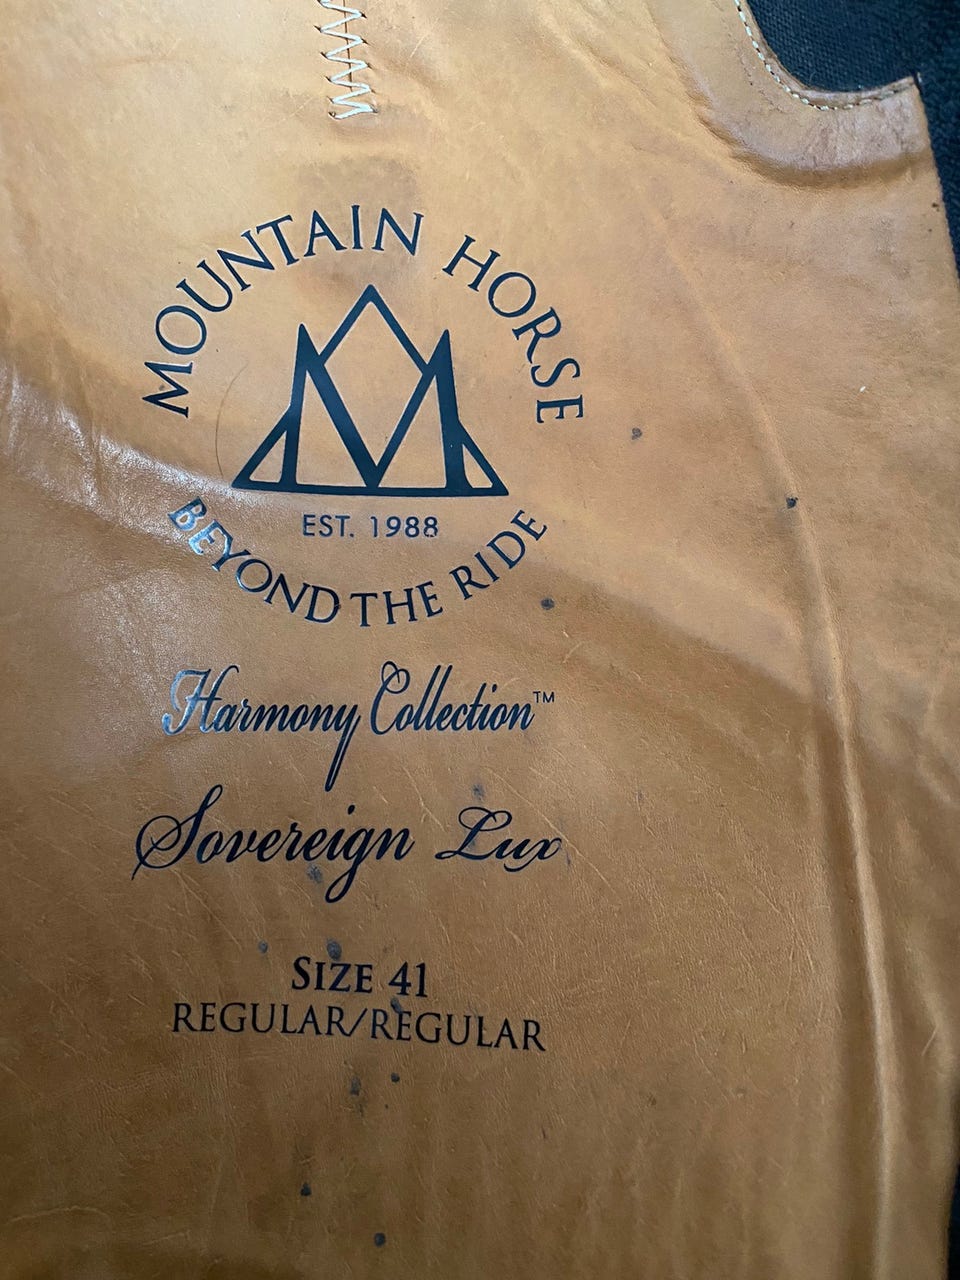 MOUNTAIN HORSE
EST. 1988
BEYOND THE RIDE
Harmony Collection™
Sovereign Lux
SIZE 41
REGULAR/REGULAR